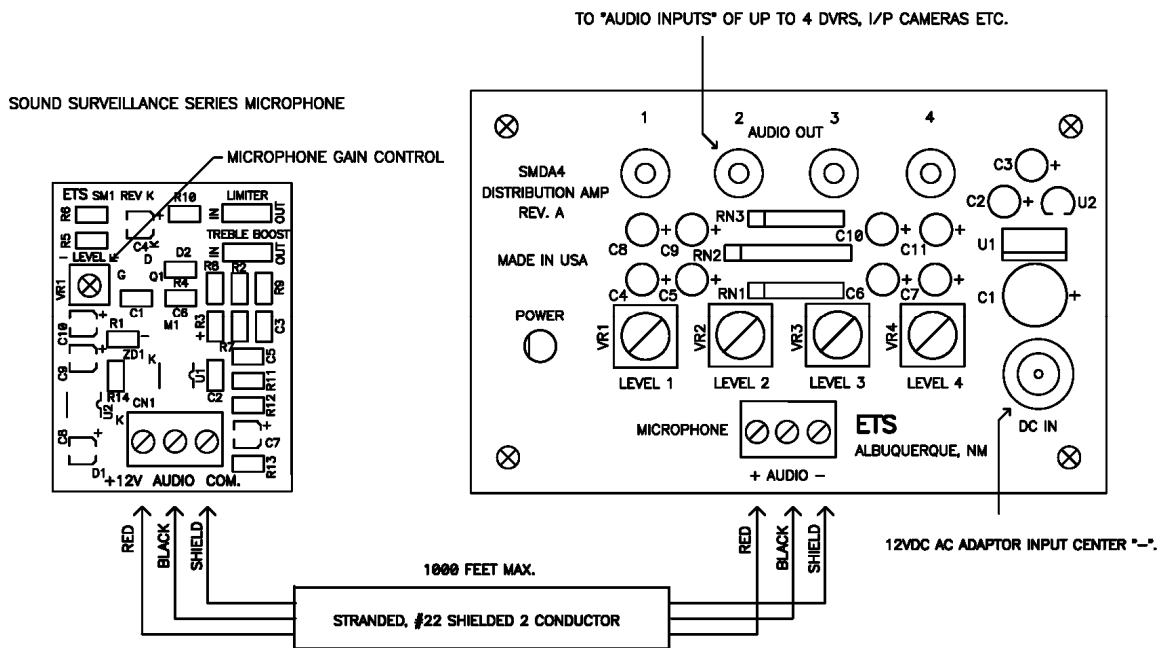 TO "AUDIO INPUTS" OF UP TO 4 DVRS, I/P CAMERAS ETC.
SOUND SURVEILLANCE SERIES MICROPHONE
MICROPHONE GAIN CONTROL
ETS SM1 REV K R10 LIMITER
R6
C4
K
IN
OUT
R5
D
TREBLE BOOST
IN
OUT
- LEVEL
G
Q1
D2
VR1
R4
R8
R2
R9
C1
C6
C10
R1
M1
R3
C3
R7
ZD1
K
C5
C9
R14
U1
C2
R11
U2
CN1
R12
K
C8
C7
D1
R13
+12V AUDIO COM.
RED
BLACK
SHIELD
1 2 3 4
AUDIO OUT
SMDA4
DISTRIBUTION AMP
REV. A
MADE IN USA
POWER
C3
C2
U2
RN3
C8
C9
C10
C11
RN2
U1
RN1
C4
C5
C6
C7
C1
VR1
VR2
VR3
VR4
LEVEL 1 LEVEL 2 LEVEL 3 LEVEL 4
DC IN
MICROPHONE
ETS
ALBUQUERQUE, NM
+ AUDIO -
RED
BLACK
SHIELD
12VDC AC ADAPTOR INPUT CENTER "-".
1000 FEET MAX.
STRANDED, #22 SHIELDED 2 CONDUCTOR